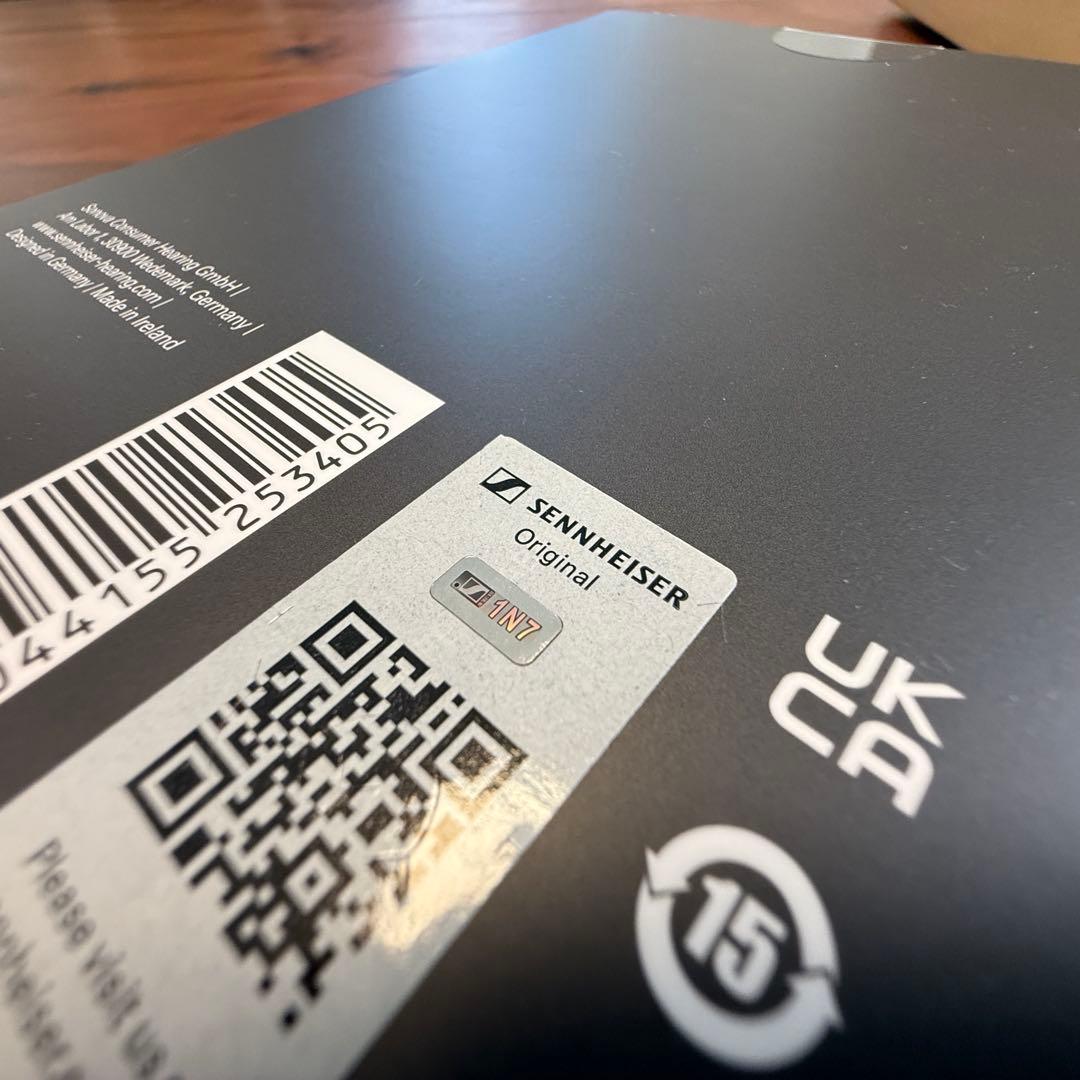 Sonova Consumer Hearing GmbH |
Am Labor 1, 30900 Wedemark, Germany |
www.sennheiser-hearing.com |
Designed in Germany | Made in Ireland
044155 253405
SENNHEISER
Original
1N7
Please visit us
UK
CA
15